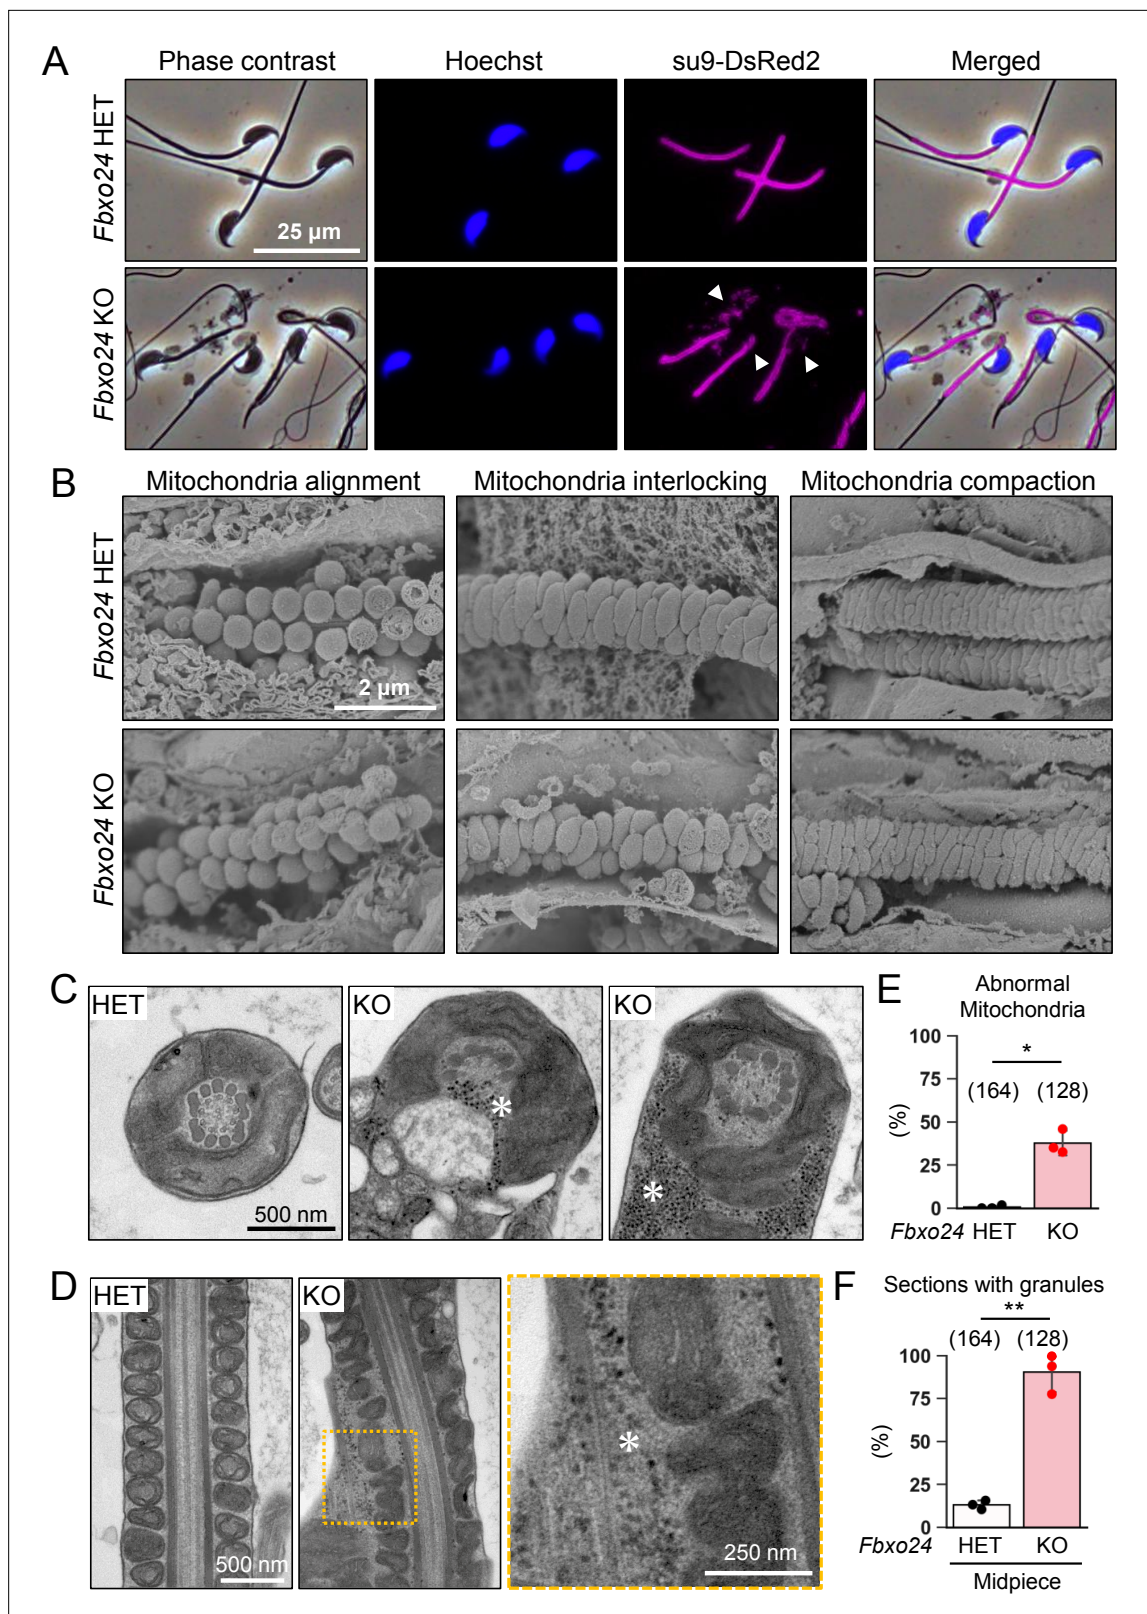 A
Phase contrast
Hoechst
su9-DsRed2
Merged
Fbxo24 HET
25 µm
Fbxo24 KO
B
Mitochondria alignment
Mitochondria interlocking
Mitochondria compaction
Fbxo24 HET
2 µm
Fbxo24 KO
C
HET
KO
KO
*
*
500 nm
E
Abnormal
Mitochondria
100
75
50
25
0
(%)
*
(164)
(128)
Fbxo24 HET KO
D
HET
KO
*
500 nm
250 nm
F
Sections with granules
**
(164)
(128)
100
75
50
25
0
(%)
Fbxo24 HET KO
Midpiece